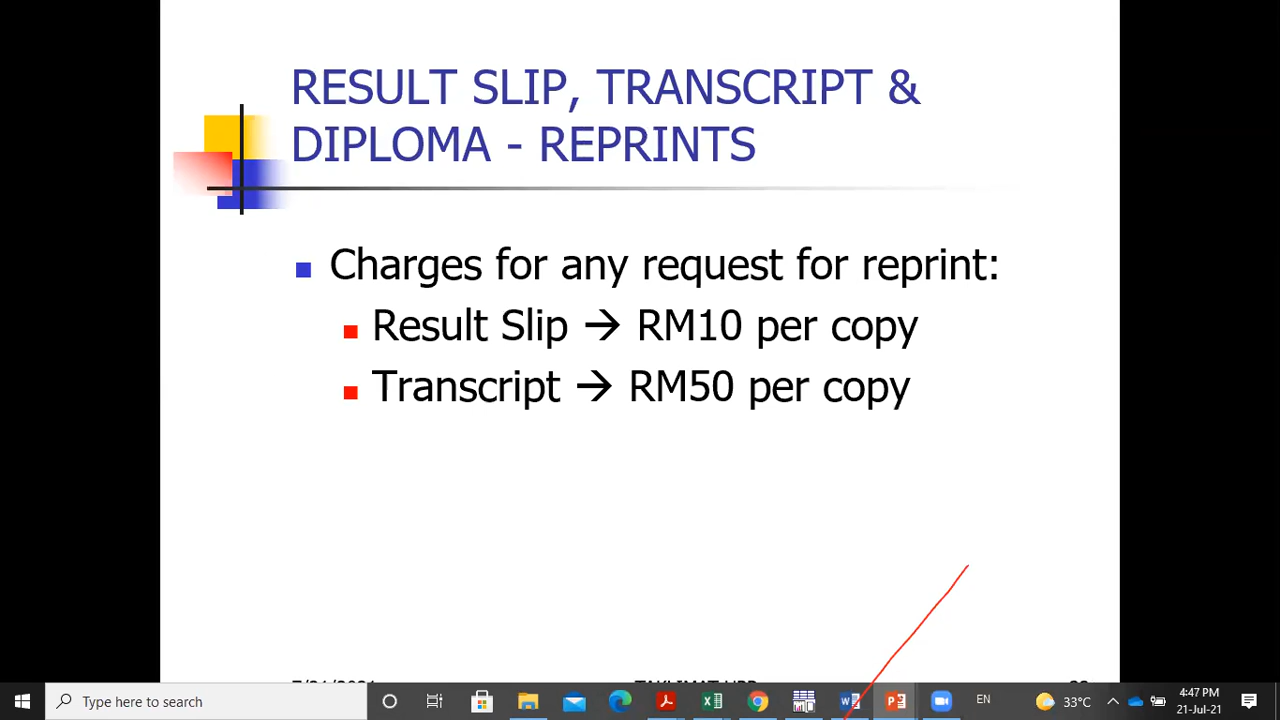 RESULT SLIP, TRANSCRIPT &
DIPLOMA - REPRINTS
Charges for any request for reprint:
Result Slip → RM10 per copy
Transcript → RM50 per copy
Type here to search
EN
33°C
4:47 PM
21-Jul-21